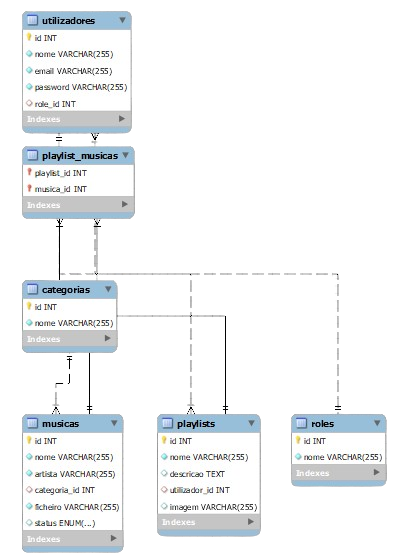 utilizadores
id INT
nome VARCHAR(255)
email VARCHAR(255)
password VARCHAR(255)
role_id INT
Indexes
playlist_musicas
playlist_id INT
musica_id INT
Indexes
categorias
id INT
nome VARCHAR(255)
Indexes
musicas
id INT
nome VARCHAR(255)
artista VARCHAR(255)
categoria_id INT
ficheiro VARCHAR(255)
status ENUM(...)
Indexes
playlists
id INT
nome VARCHAR(255)
descricao TEXT
utilizador_id INT
imagem VARCHAR(255)
Indexes
roles
id INT
nome VARCHAR(255)
Indexes